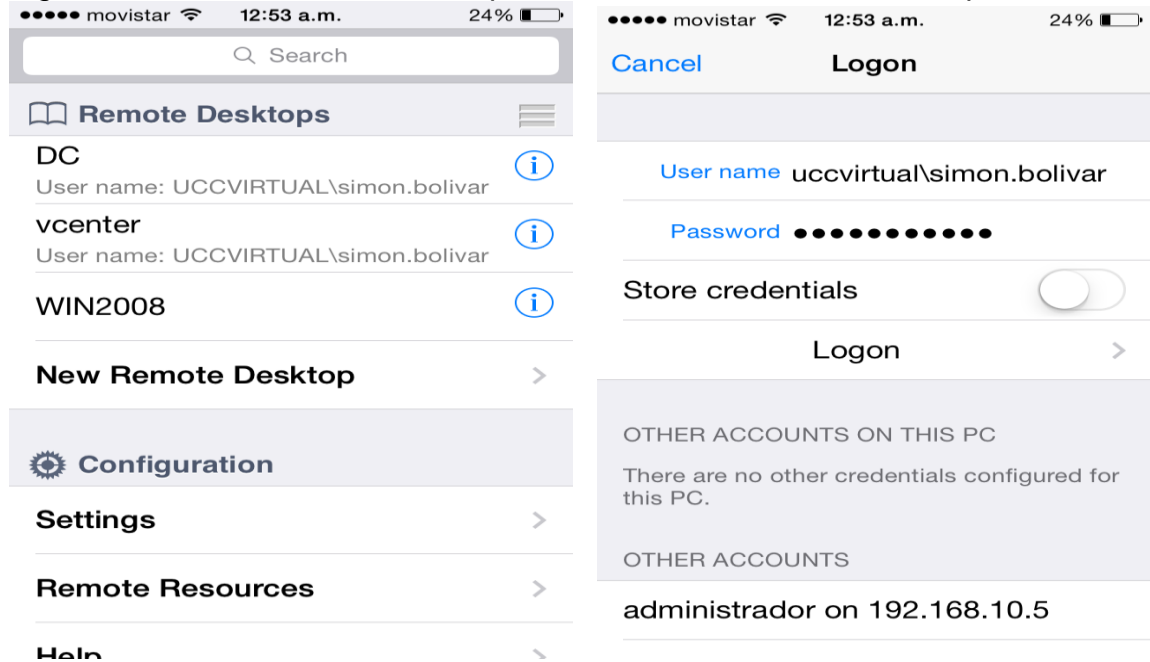 movistar 12:53 a.m. 24%
Search
Remote Desktops
DC
User name: UCCVIRTUAL\simon.bolivar
vcenter
User name: UCCVIRTUAL\simon.bolivar
WIN2008
New Remote Desktop
Configuration
Settings
Remote Resources
Help
movistar 12:53 a.m. 24%
Cancel Logon
User name uccvirtual\simon.bolivar
Password ●●●●●●●●●●●
Store credentials
Logon
OTHER ACCOUNTS ON THIS PC
There are no other credentials configured for
this PC.
OTHER ACCOUNTS
administrador on 192.168.10.5